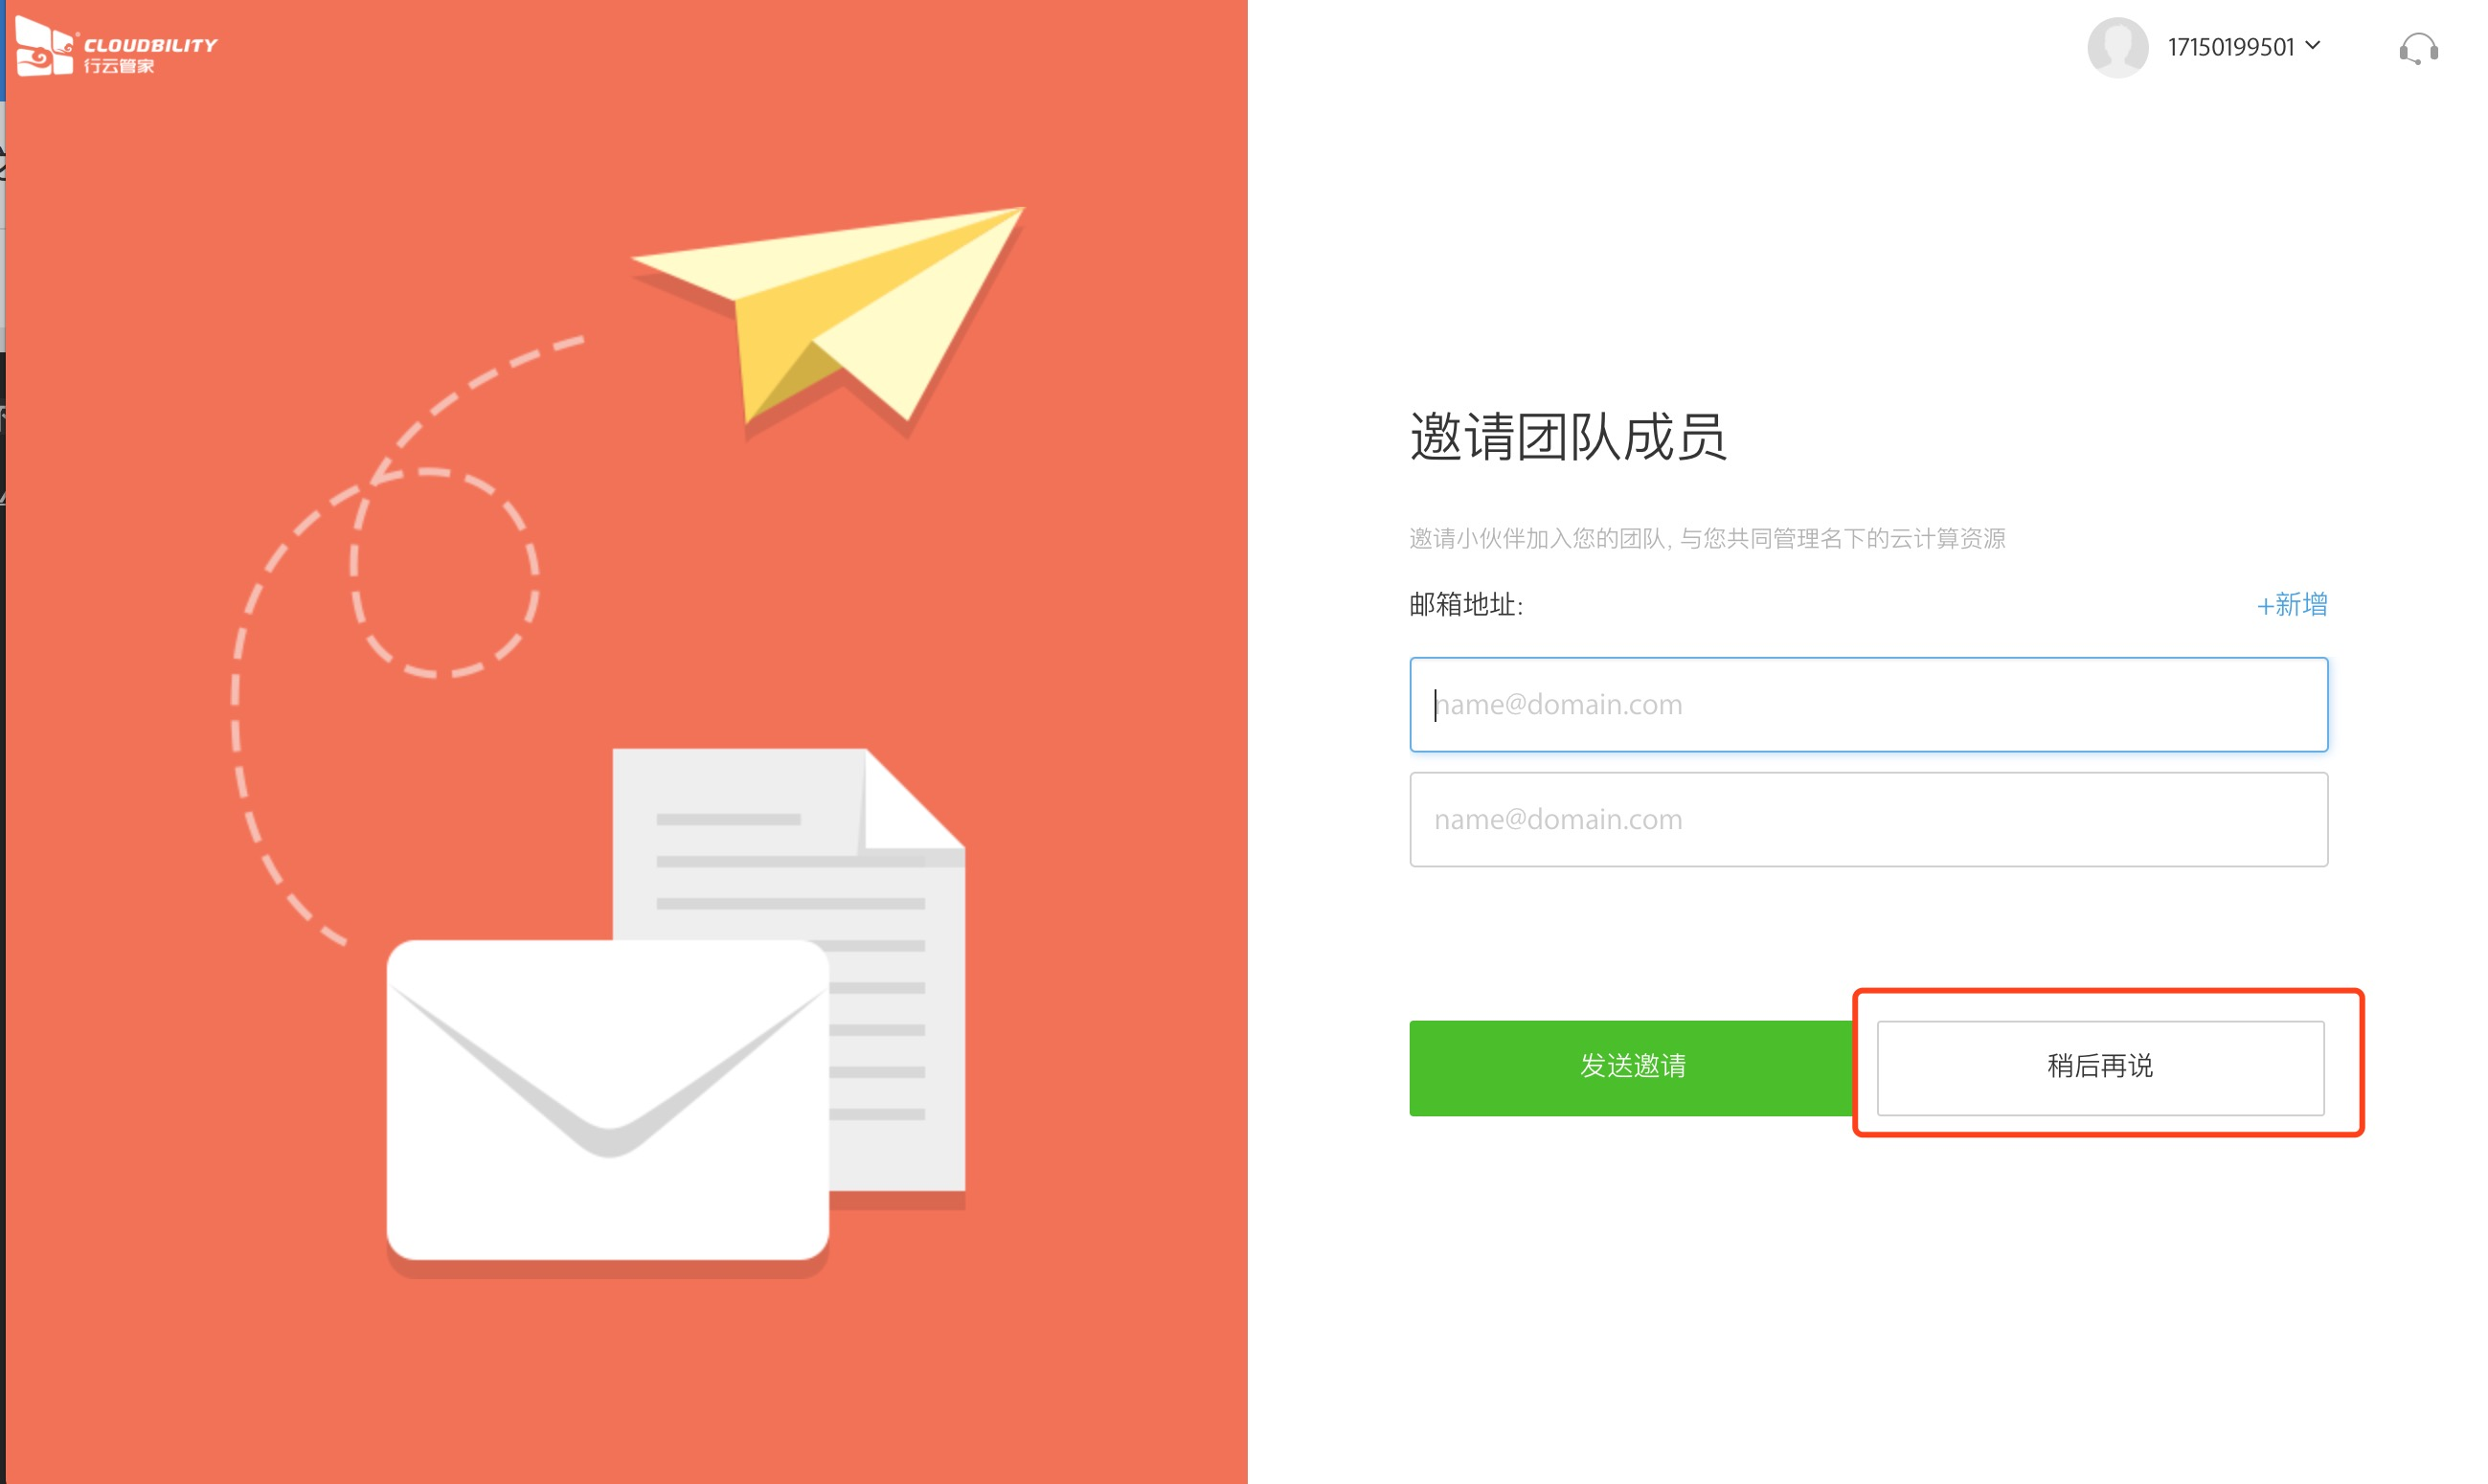 CLOUDBILITY
行云管家
17150199501
邀请团队成员
邀请小伙伴加入您的团队, 与您共同管理名下的云计算资源
邮箱地址:
+新增
name@domain.com
name@domain.com
发送邀请
稍后再说